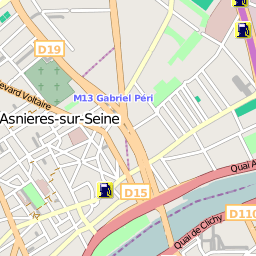 D19
M13 Gabriel Péri
evard Voltaire
Asnières-sur-Seine
Quai A
D15
D110
Quai de Clichy